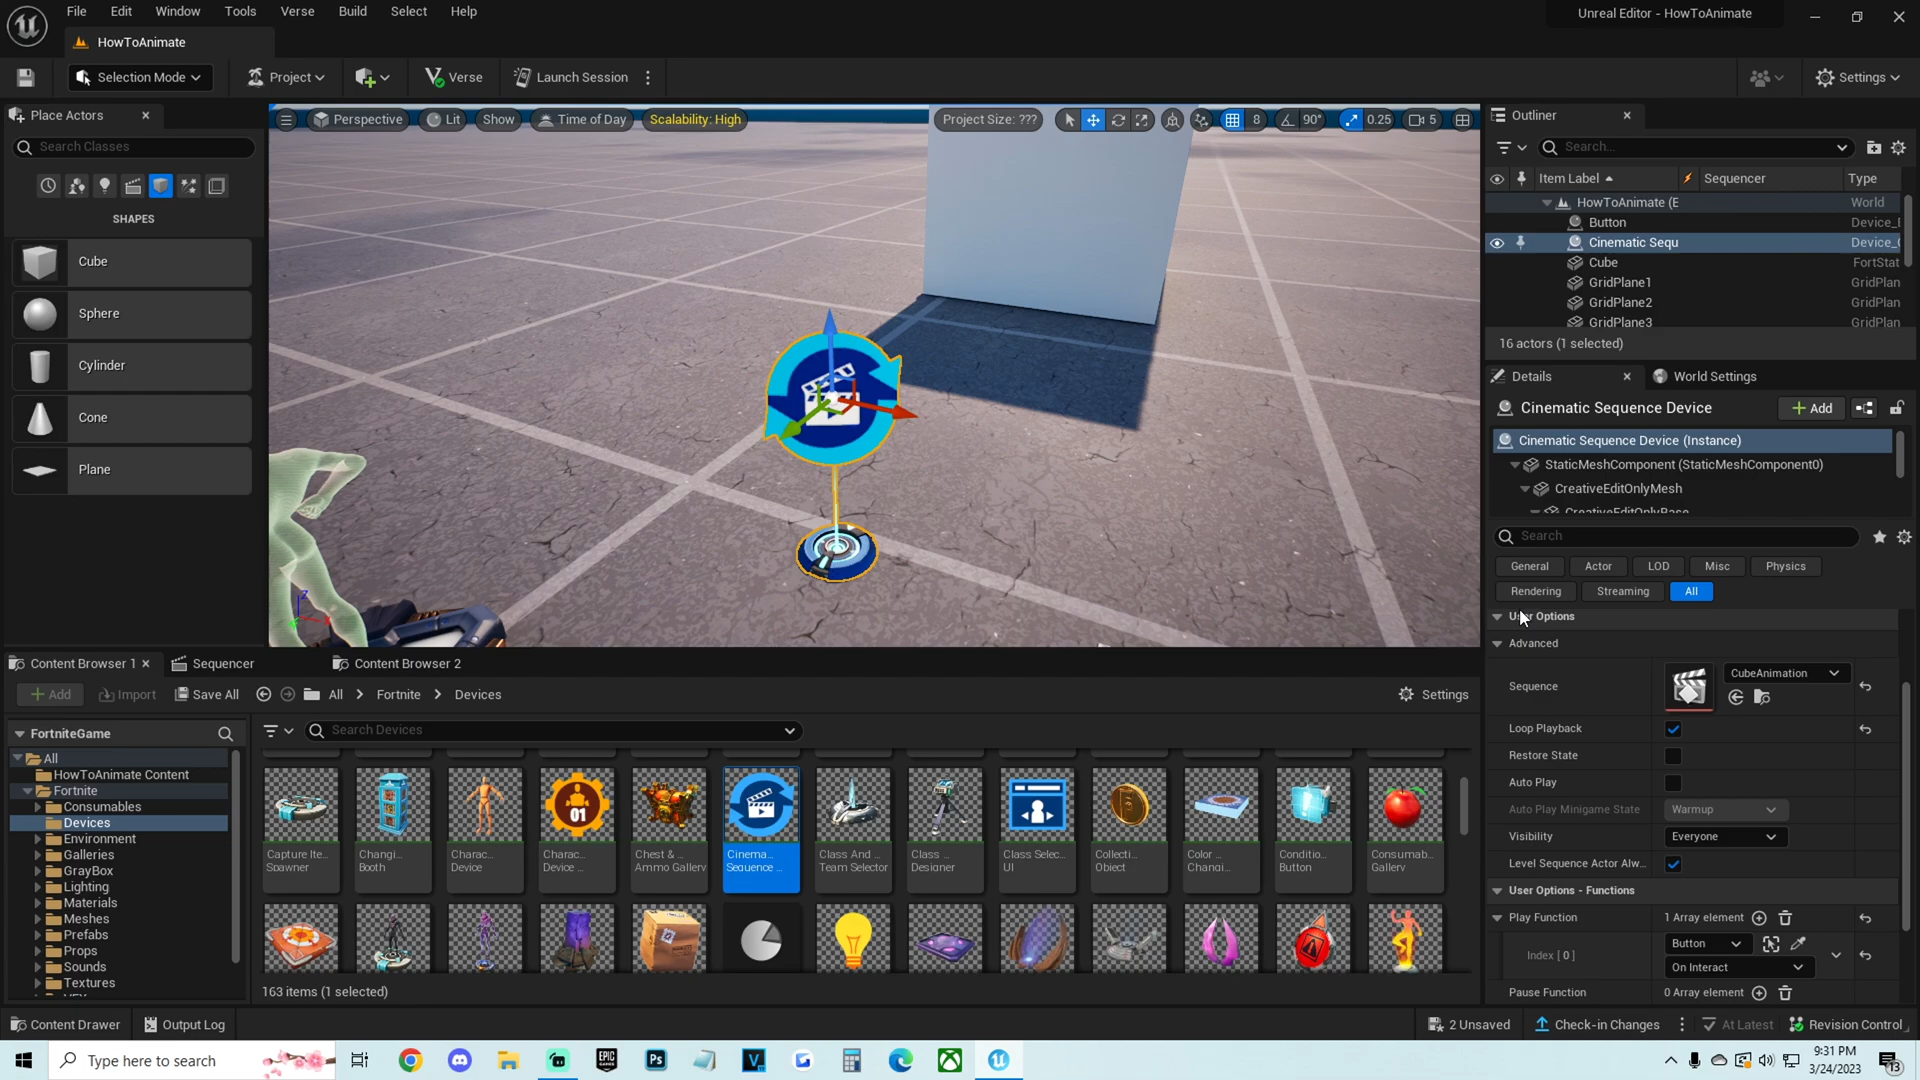 File Edit Window Tools Verse Build Select Help
Unreal Editor - HowToAnimate
HowToAnimate
Selection Mode Project Verse Launch Session Settings
Place Actors
Search Classes
SHAPES
Cube
Sphere
Cylinder
Cone
Plane
Perspective Lit Show Time of Day Scalability: High
Project Size: ??? 8 90° 0.25 5
Outliner
Search...
Item Label Sequencer Type
HowToAnimate (E World
Button Device_
Cinematic Sequ Device_
Cube FortStat
GridPlane1 GridPlan
GridPlane2 GridPlan
GridPlane3 GridPlan
16 actors (1 selected)
Details World Settings
Cinematic Sequence Device Add
Cinematic Sequence Device (Instance)
StaticMeshComponent (StaticMeshComponent0)
CreativeEditOnlyMesh
CreativeEditOnlyBase
Search
General Actor LOD Misc Physics
Rendering Streaming All
User Options
Advanced
Sequence CubeAnimation
Loop Playback
Restore State
Auto Play
Auto Play Minigame State Warmup
Visibility Everyone
Level Sequence Actor Alw...
User Options - Functions
Play Function 1 Array element
Index [ 0 ] Button
On Interact
Pause Function 0 Array element
Content Browser 1 Sequencer Content Browser 2
Add Import Save All All Fortnite Devices Settings
FortniteGame
Search Devices
All
HowToAnimate Content
Fortnite
Consumables
Devices
Environment
Galleries
GrayBox
Lighting
Materials
Meshes
Prefabs
Props
Sounds
Textures
Capture Ite... Spawner
Changi... Booth
Charac... Device
Charac... Device ...
Chest & ... Ammo Gallery
Cinema... Sequence ...
Class And ... Team Selector
Class ... Designer
Class Selec... UI
Collecti... Object
Color ... Changi...
Conditio... Button
Consumab... Gallery
01
163 items (1 selected)
Content Drawer Output Log 2 Unsaved Check-in Changes At Latest Revision Control
Type here to search
EPIC GAMES
Ps
V
9:31 PM
3/24/2023
13